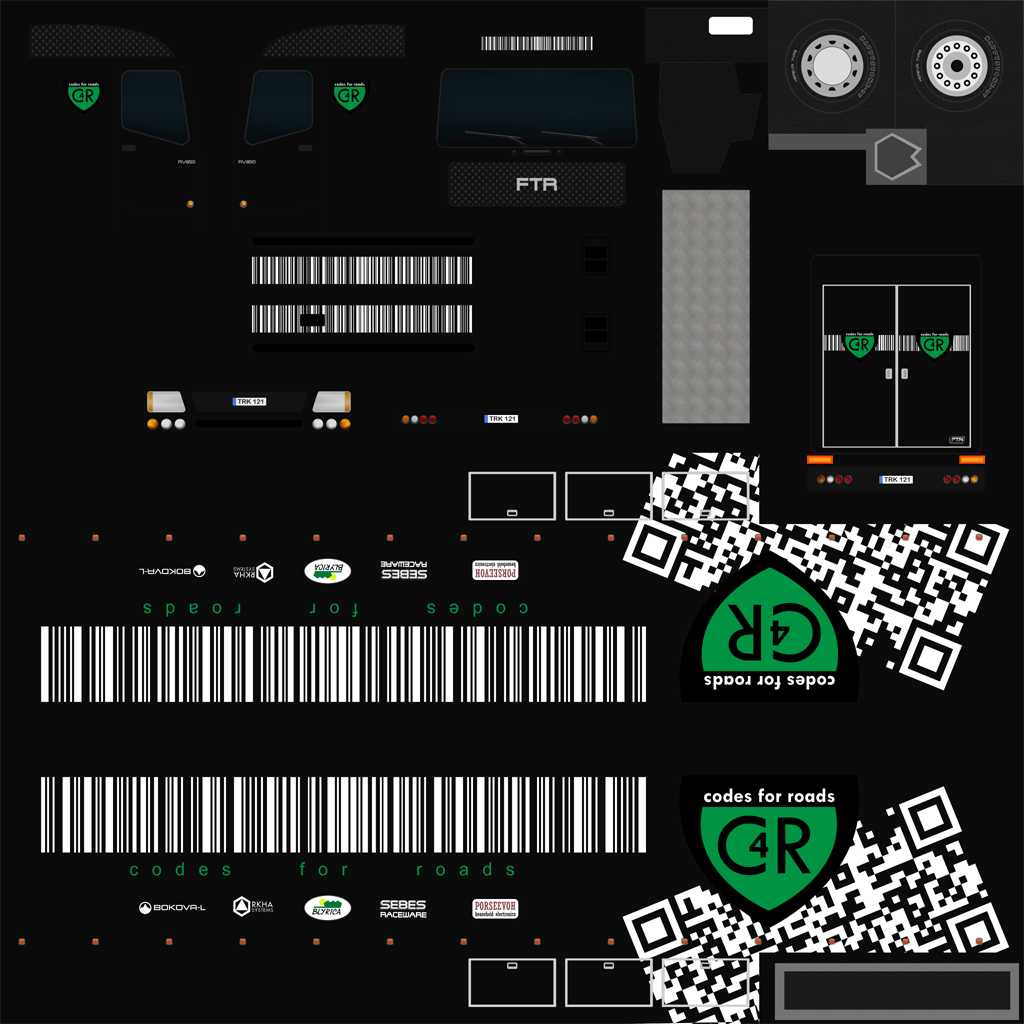 codes for roads
C4R
codes for roads
C4R
RV850
RV850
FTR
TRK 121
TRK 121
codes for roads
C4R
codes for roads
C4R
FTR
TRK 121
BOKOVA-L
RKHA
SYSTEMS
BLYRICA
SEBES
RACEWARE
PORSEEVOH
household electronics
codes for roads
C4R
codes for roads
codes for roads
C4R
codes for roads
BOKOVA-L
RKHA
SYSTEMS
BLYRICA
SEBES
RACEWARE
PORSEEVOH
household electronics